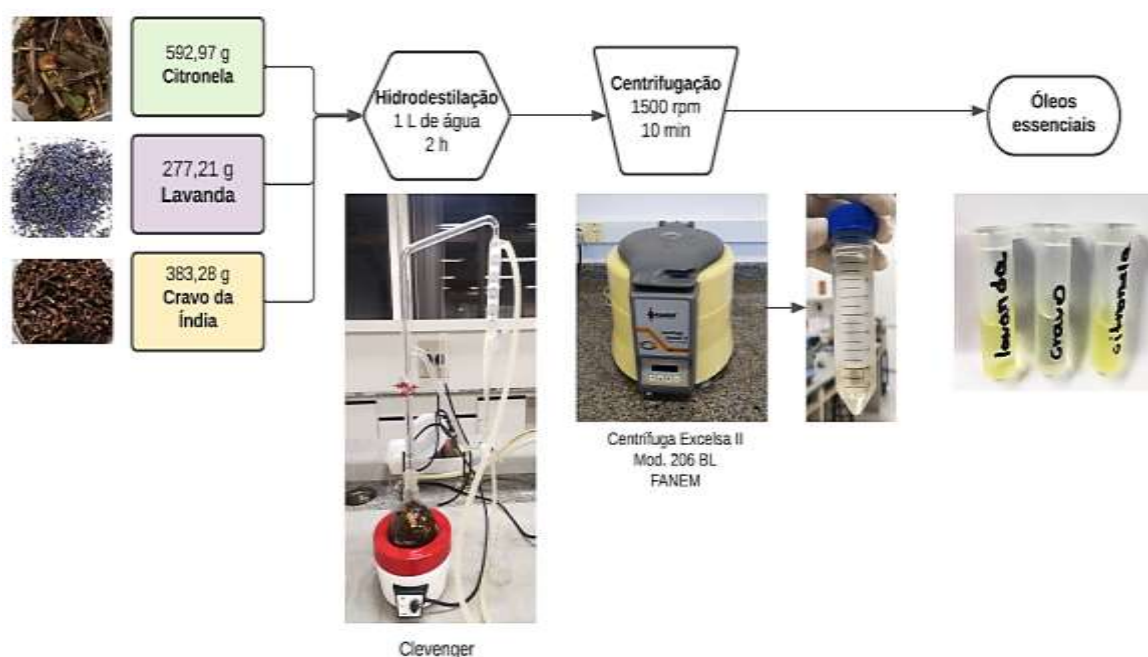 592,97 g
Citronela
277,21 g
Lavanda
383,28 g
Cravo da
Índia
Hidrodestilação
1 L de água
2 h
Centrifugação
1500 rpm
10 min
Óleos
essenciais
Clevenger
Centrífuga Excelsa II
Mod. 206 BL
FANEM
lavanda
cravo
citronela